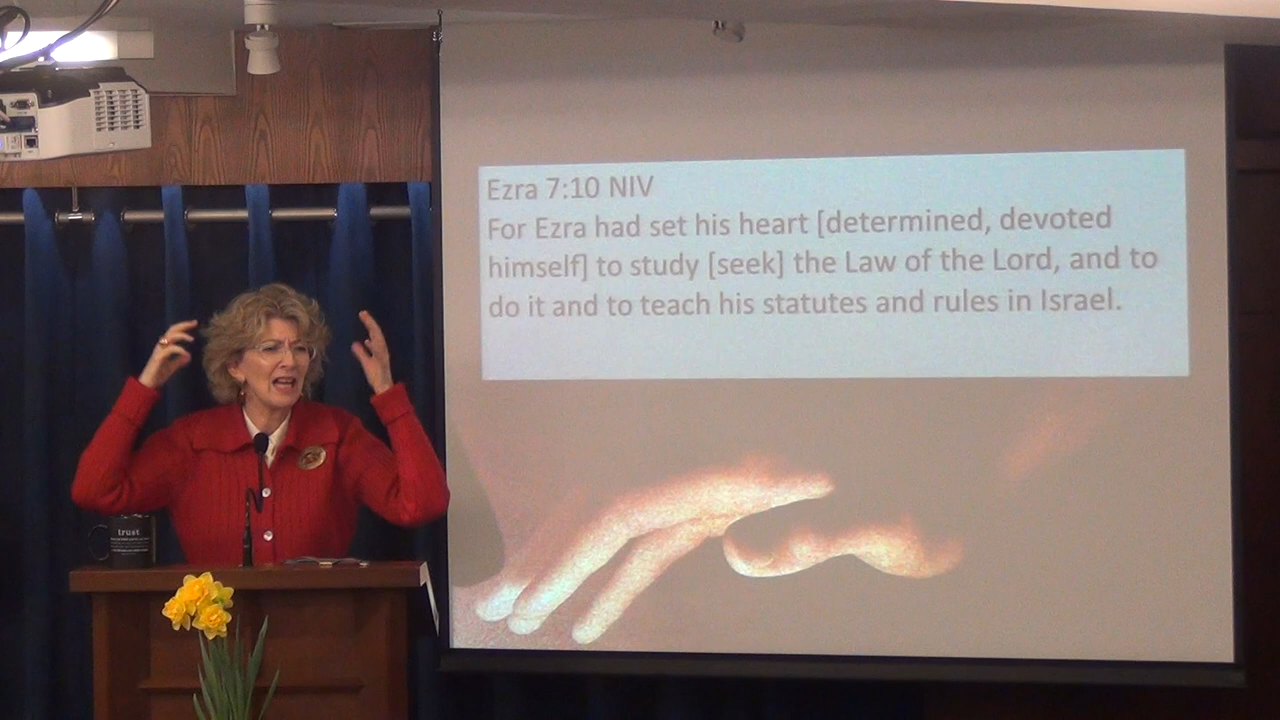 Ezra 7:10 NIV
For Ezra had set his heart [determined, devoted
himself] to study [seek] the Law of the Lord, and to
do it and to teach his statutes and rules in Israel.
trust